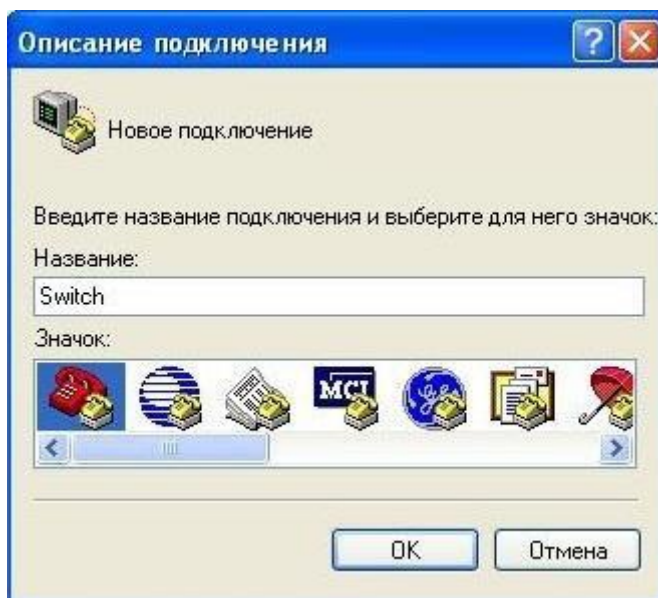 Описание подключения
Новое подключение
Введите название подключения и выберите для него значок:
Название:
Switch
Значок:
MCI
OK
Отмена